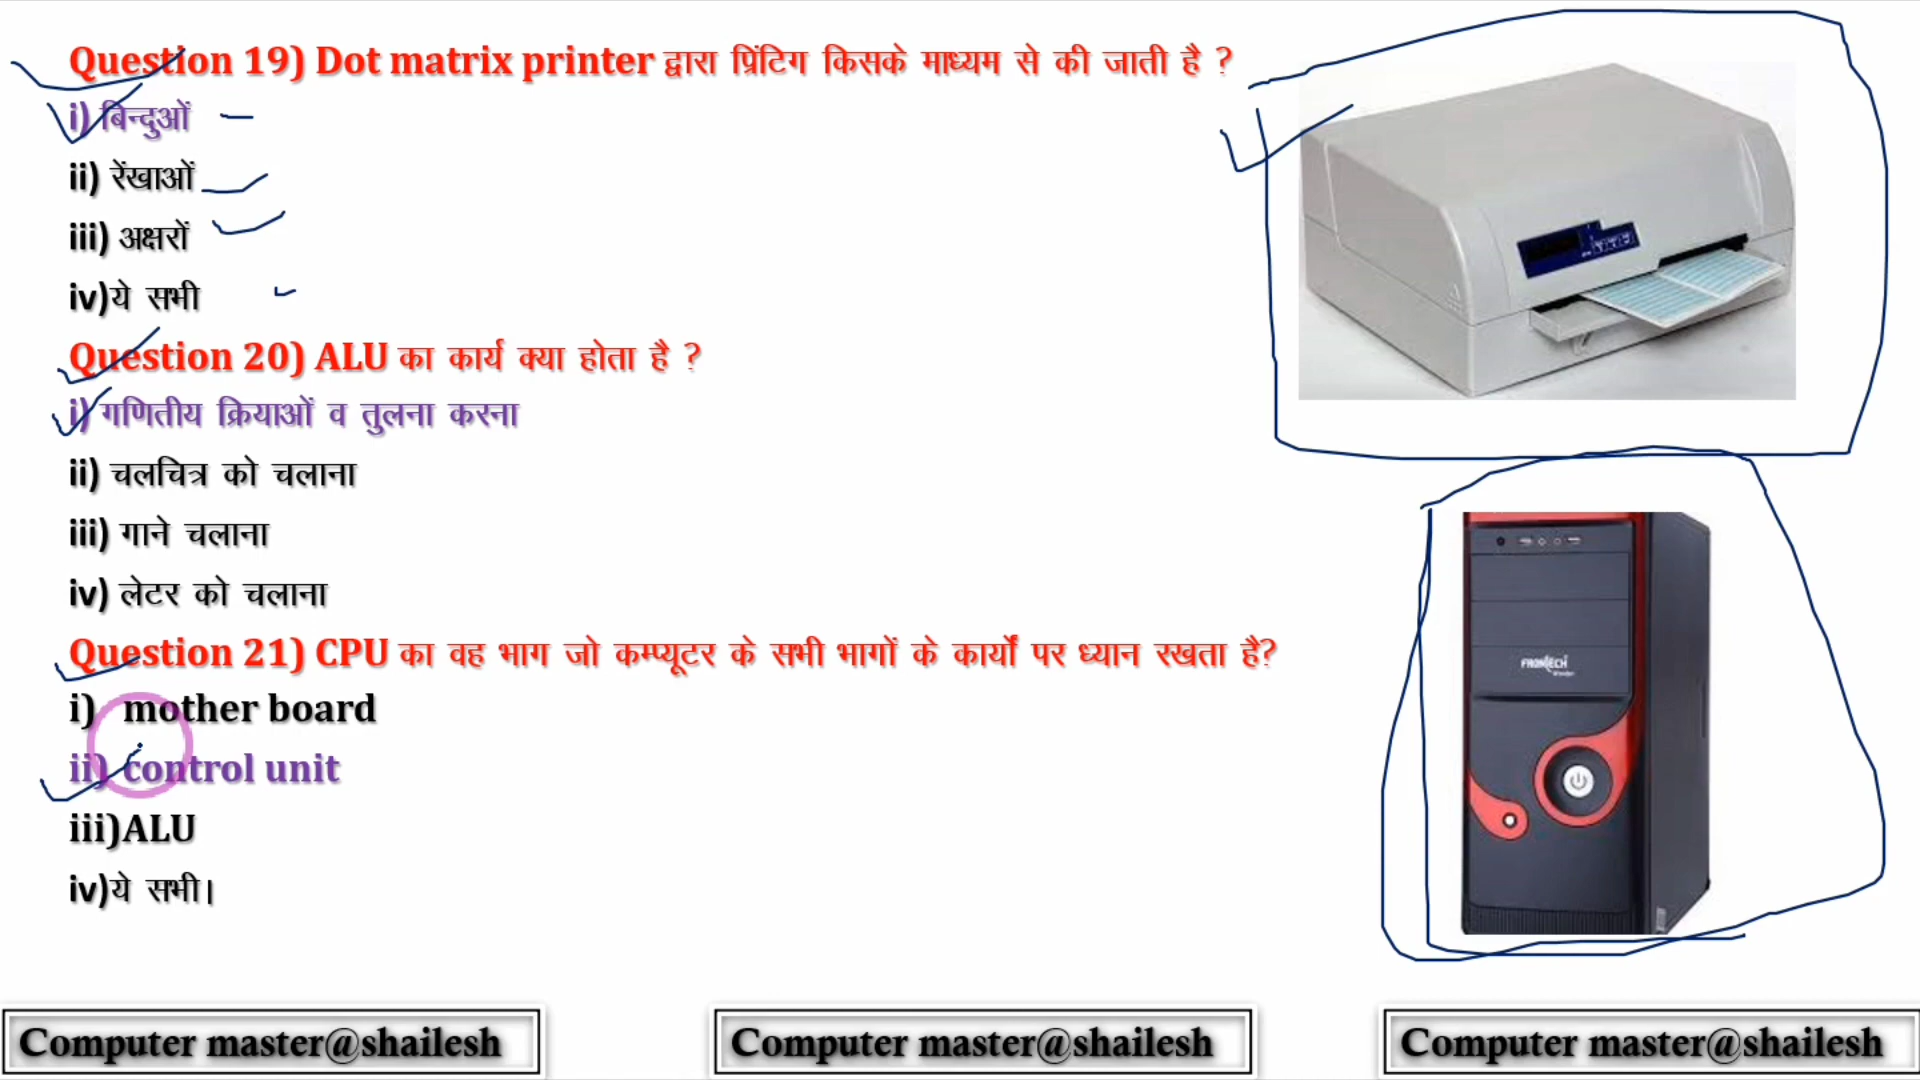 Question 19) Dot matrix printer द्वारा प्रिंटिग किसके माध्यम से की जाती है ?
i) बिन्दुओं
ii) रेंखाओं
iii) अक्षरों
iv)ये सभी
Question 20) ALU का कार्य क्या होता है ?
i) गणितीय क्रियाओं व तुलना करना
ii) चलचित्र को चलाना
iii) गाने चलाना
iv) लेटर को चलाना
Question 21) CPU का वह भाग जो कम्प्यूटर के सभी भागों के कार्यों पर ध्यान रखता है?
i) mother board
ii) control unit
iii)ALU
iv)ये सभी।
FRONTECH
Computer master@shailesh
Computer master@shailesh
Computer master@shailesh